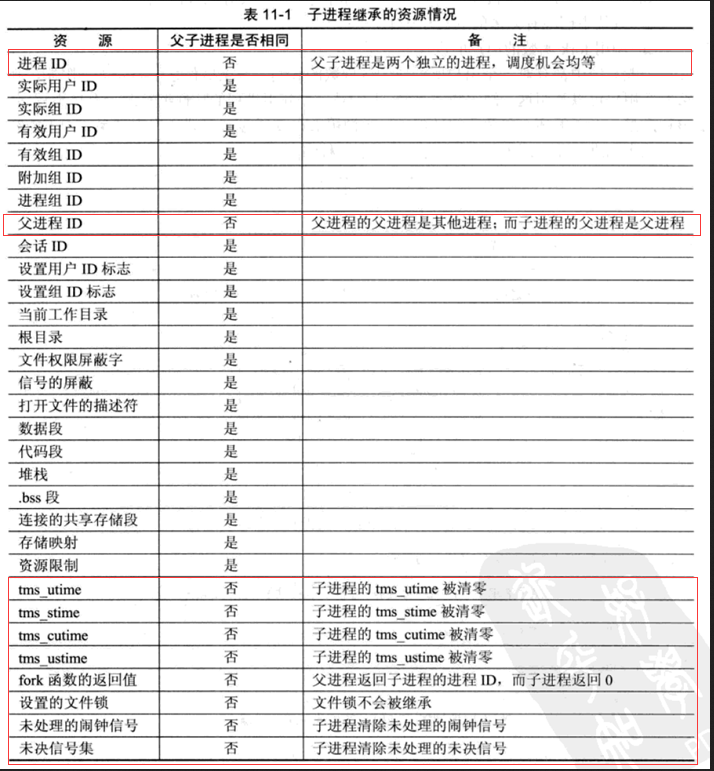 表 11-1 子进程继承的资源情况
资 源 父子进程是否相同 备 注
进程 ID 否 父子进程是两个独立的进程，调度机会均等
实际用户 ID 是
实际组 ID 是
有效用户 ID 是
有效组 ID 是
附加组 ID 是
进程组 ID 是
父进程 ID 否 父进程的父进程是其他进程；而子进程的父进程是父进程
会话 ID 是
设置用户 ID 标志 是
设置组 ID 标志 是
当前工作目录 是
根目录 是
文件权限屏蔽字 是
信号的屏蔽 是
打开文件的描述符 是
数据段 是
代码段 是
堆栈 是
.bss 段 是
连接的共享存储段 是
存储映射 是
资源限制 是
tms_utime 否 子进程的 tms_utime 被清零
tms_stime 否 子进程的 tms_stime 被清零
tms_cutime 否 子进程的 tms_cutime 被清零
tms_ustime 否 子进程的 tms_ustime 被清零
fork 函数的返回值 否 父进程返回子进程的进程 ID，而子进程返回 0
设置的文件锁 否 文件锁不会被继承
未处理的闹钟信号 否 子进程清除未处理的闹钟信号
未决信号集 否 子进程清除未处理的未决信号